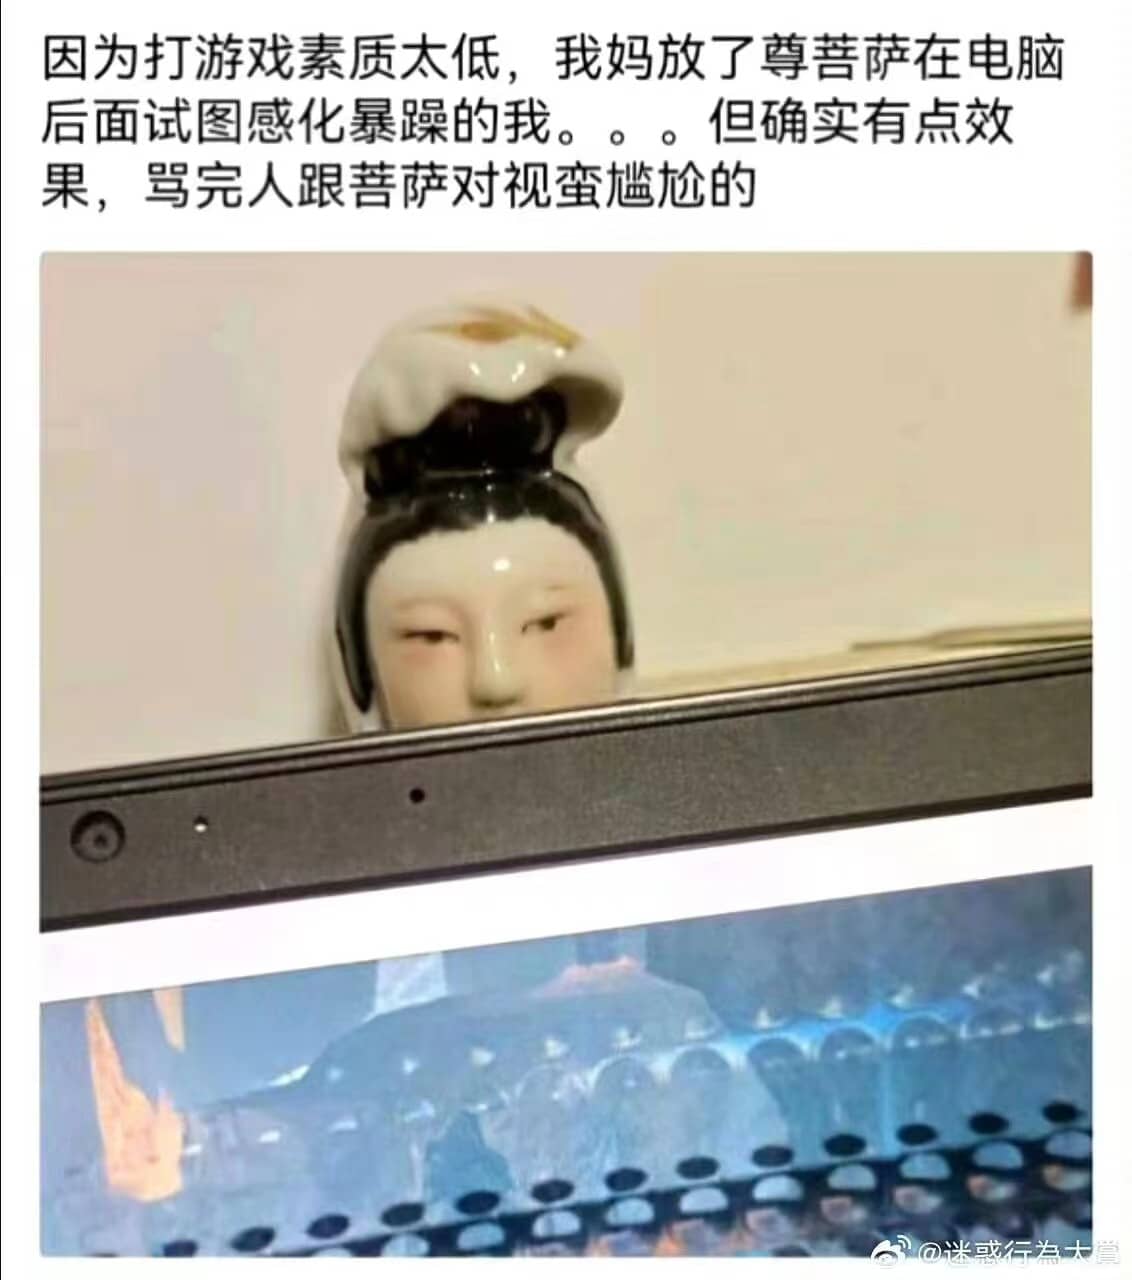 因为打游戏素质太低，我妈放了尊菩萨在电脑
后面试图感化暴躁的我。。。但确实有点效
果，骂完人跟菩萨对视蛮尴尬的
@迷惑行為大赏